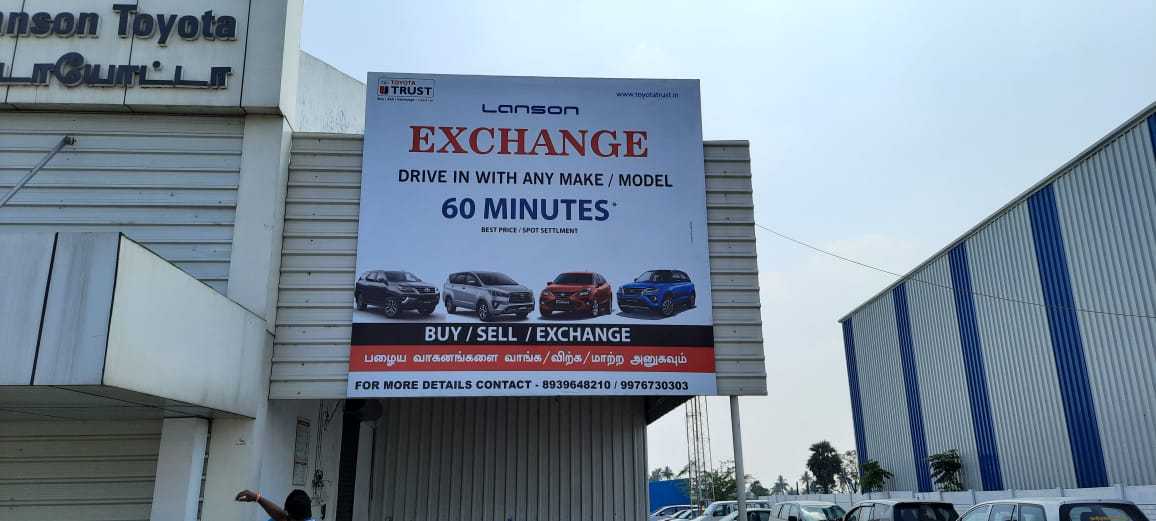 anson Toyota
டாயோட்டா
TOYOTA
TRUST
www.toyotatrust.in
Lanson
EXCHANGE
DRIVE IN WITH ANY MAKE / MODEL
60 MINUTES*
BEST PRICE / SPOT SETTLMENT
BUY / SELL / EXCHANGE
பழைய வாகனங்களை வாங்க/விற்க/மாற்ற அனுகவும்
FOR MORE DETAILS CONTACT - 8939648210 / 9976730303